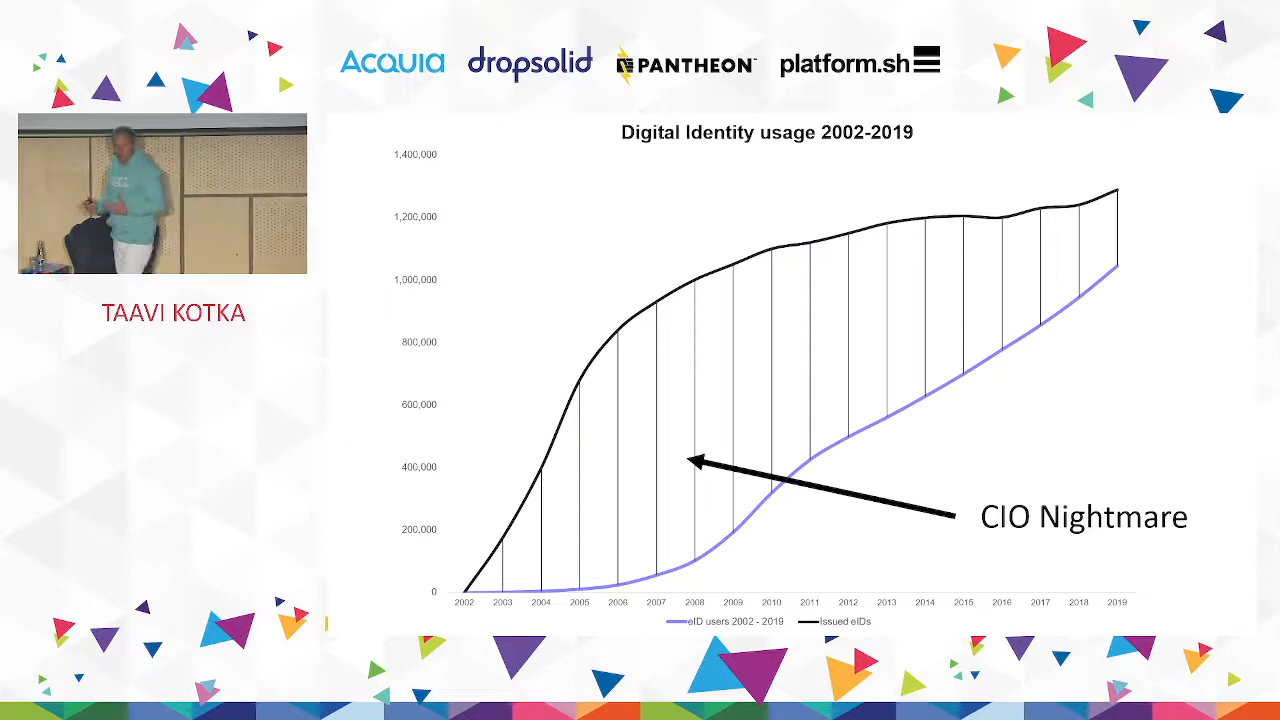 ACQUIA dropsolid PANTHEON™ platform.sh
Digital Identity usage 2002-2019
TAAVI KOTKA
1,400,000
1,200,000
1,000,000
800,000
600,000
400,000
200,000
0
CIO Nightmare
2002 2003 2004 2005 2006 2007 2008 2009 2010 2011 2012 2013 2014 2015 2016 2017 2018 2019
eID users 2002 - 2019 Issued eIDs